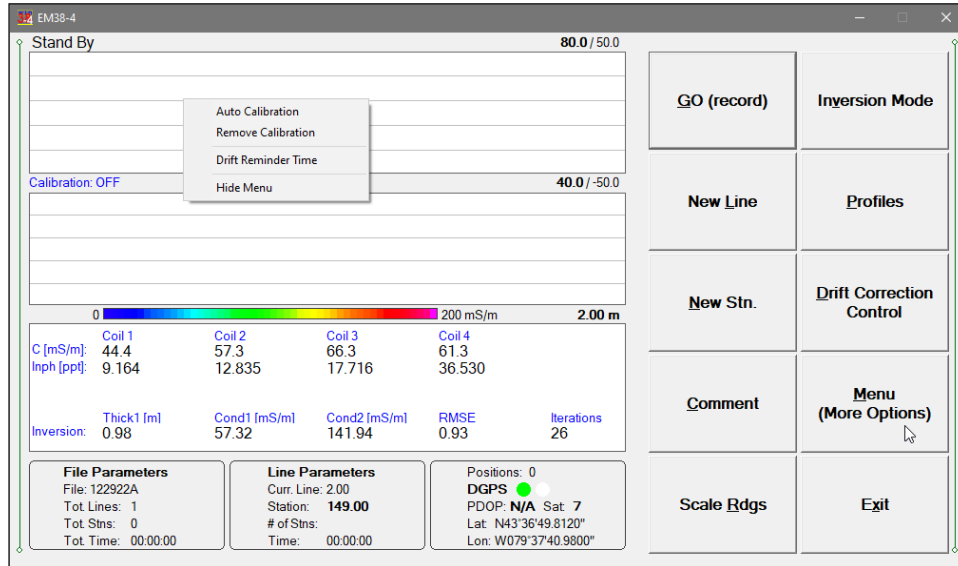 EM38-4
Stand By 80.0 / 50.0
Auto Calibration
Remove Calibration
Drift Reminder Time
Hide Menu
Calibration: OFF 40.0 / -50.0
0 200 mS/m 2.00 m
Coil 1 Coil 2 Coil 3 Coil 4
C [mS/m]: 44.4 57.3 66.3 61.3
Inph [ppt]: 9.164 12.835 17.716 36.530
Thick1 [m] Cond1 [mS/m] Cond2 [mS/m] RMSE Iterations
Inversion: 0.98 57.32 141.94 0.93 26
File Parameters
File: 122922A
Tot. Lines: 1
Tot. Stns: 0
Tot. Time: 00:00:00
Line Parameters
Curr. Line: 2.00
Station: 149.00
# of Stns:
Time: 00:00:00
Positions: 0
DGPS
PDOP: N/A Sat: 7
Lat: N43°36'49.8120"
Lon: W079°37'40.9800"
GO (record)
Inversion Mode
New Line
Profiles
New Stn.
Drift Correction
Control
Comment
Menu
(More Options)
Scale Rdgs
Exit